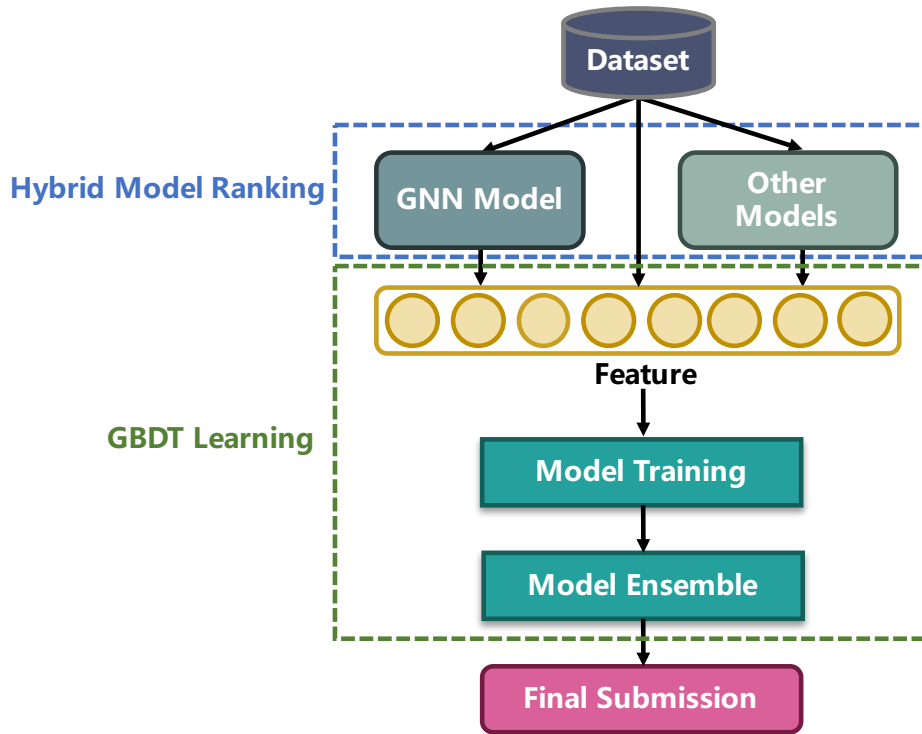 Dataset
Hybrid Model Ranking
GNN Model
Other
Models
Feature
GBDT Learning
Model Training
Model Ensemble
Final Submission